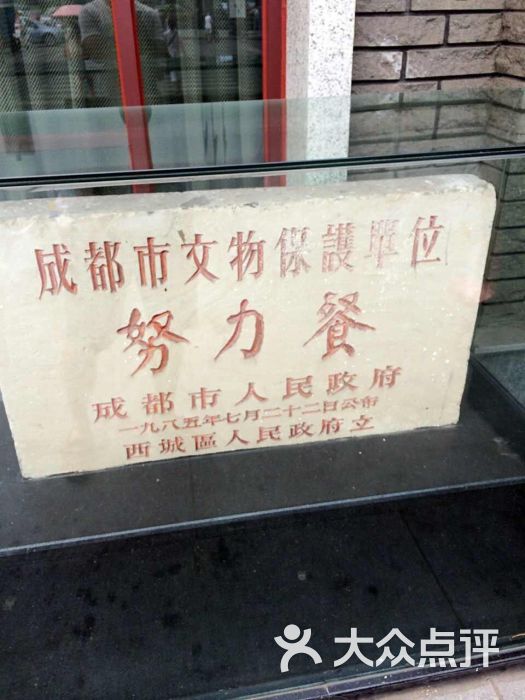 成都市文物保護單位
努力餐
成都市人民政府
一九八五年七月二十二日公布
西城區人民政府立
大众点评